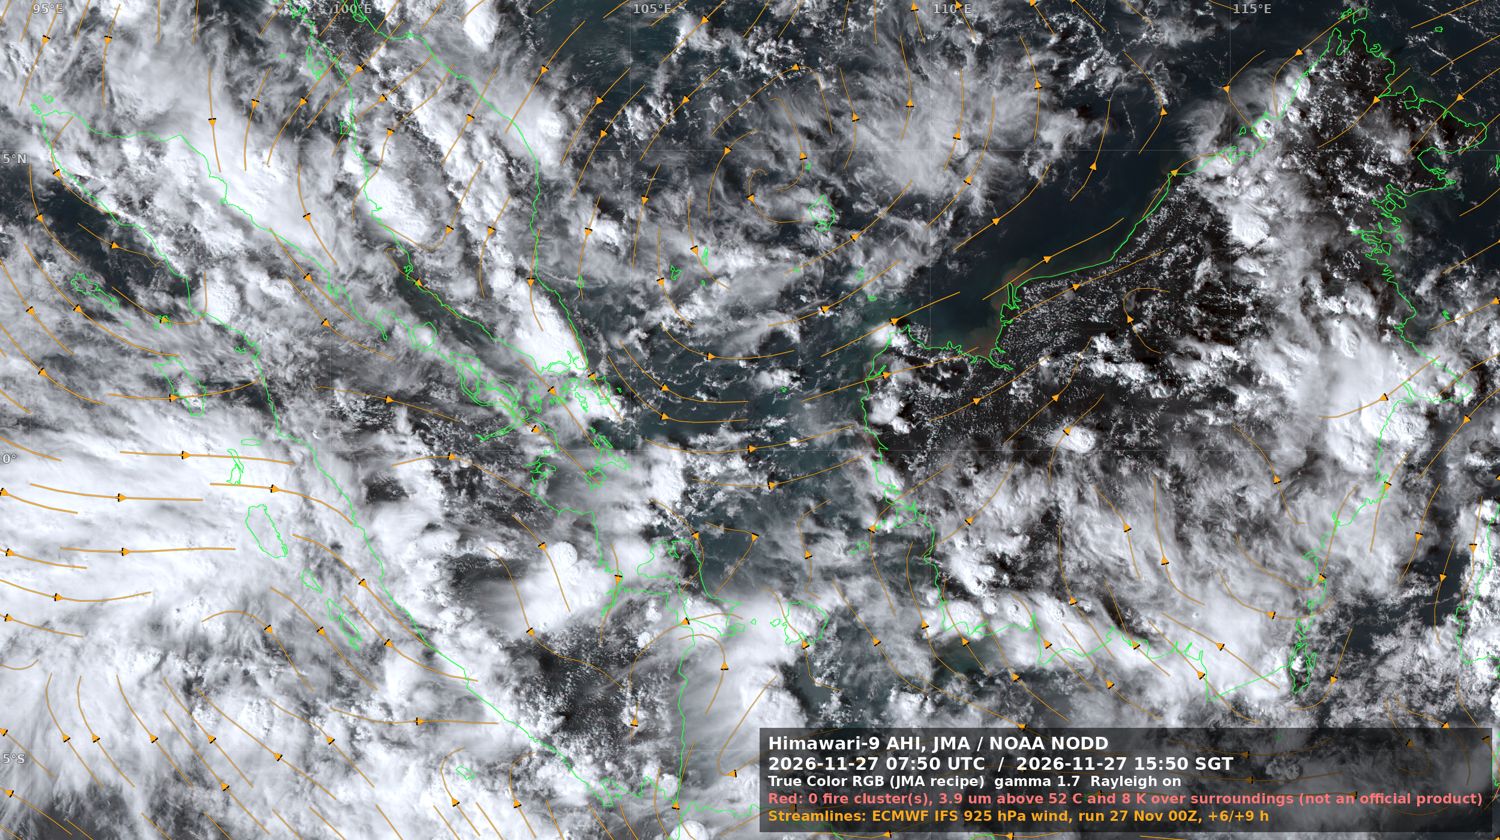 95°E
100°E
105°E
110°E
115°E
5°N
0°
5°S
Himawari-9 AHI, JMA / NOAA NODD
2026-11-27 07:50 UTC / 2026-11-27 15:50 SGT
True Color RGB (JMA recipe) gamma 1.7 Rayleigh on
Red: 0 fire cluster(s), 3.9 um above 52 C and 8 K over surroundings (not an official product)
Streamlines: ECMWF IFS 925 hPa wind, run 27 Nov 00Z, +6/+9 h